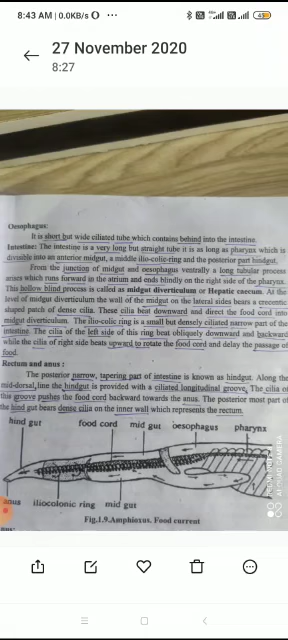 8:43 AM | 0.0KB/s
45
27 November 2020
8:27
Oesophagus:
It is short but wide ciliated tube which contains behind into the intestine.
Intestine: The intestine is a very long but straight tube it is as long as pharynx which is
divisible into an anterior midgut, a middle ilio-colic-ring and the posterior part hindgut.
From the junction of midgut and oesophagus ventrally a long tubular process
arises which runs forward in the atrium and ends blindly on the right side of the pharynx.
This hollow blind process is called as midgut diverticulum or Hepatic caecum. At the
level of midgut diverticulum the wall of the midgut on the lateral sides bears a crecentic
shaped patch of dense cilia. These cilia beat downward and direct the food cord into
midgut diverticulum. The ilio-colic ring is a small but densely ciliated narrow part of the
intestine. The cilia of the left side of this ring beat obliquely downward and backward
while the cilia of right side beats upward to rotate the food cord and delay the passage of
food.
Rectum and anus:
The posterior narrow, tapering part of intestine is known as hindgut. Along the
mid-dorsal line the hindgut is provided with a ciliated longitudinal groove. The cilia of
this groove pushes the food cord backward towards the anus. The posterior most part of
the hind gut bears dense cilia on the inner wall which represents the rectum.
hind gut food cord mid gut oesophagus pharynx
anus iliocolonic ring mid gut
Fig.1.9.Amphioxus. Food current